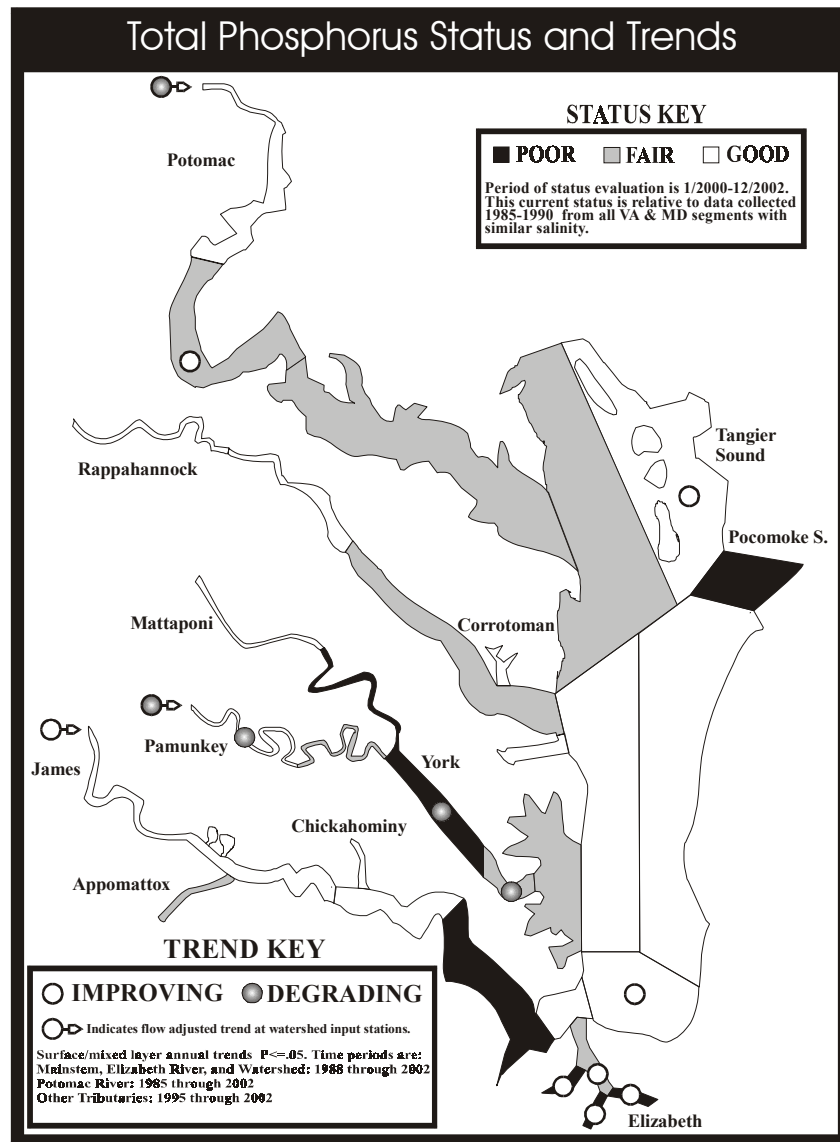 Total Phosphorus Status and Trends
STATUS KEY
POOR FAIR GOOD
Period of status evaluation is 1/2000-12/2002.
This current status is relative to data collected
1985-1990 from all VA & MD segments with
similar salinity.
Potomac
Rappahannock
Tangier
Sound
Pocomoke S.
Mattaponi
Corrotoman
Pamunkey
York
James
Chickahominy
Appomattox
TREND KEY
IMPROVING DEGRADING
Indicates flow adjusted trend at watershed input stations.
Surface/mixed layer annual trends P<=.05. Time periods are:
Mainstem, Elizabeth River, and Watershed: 1988 through 2002
Potomac River: 1985 through 2002
Other Tributaries: 1995 through 2002
Elizabeth